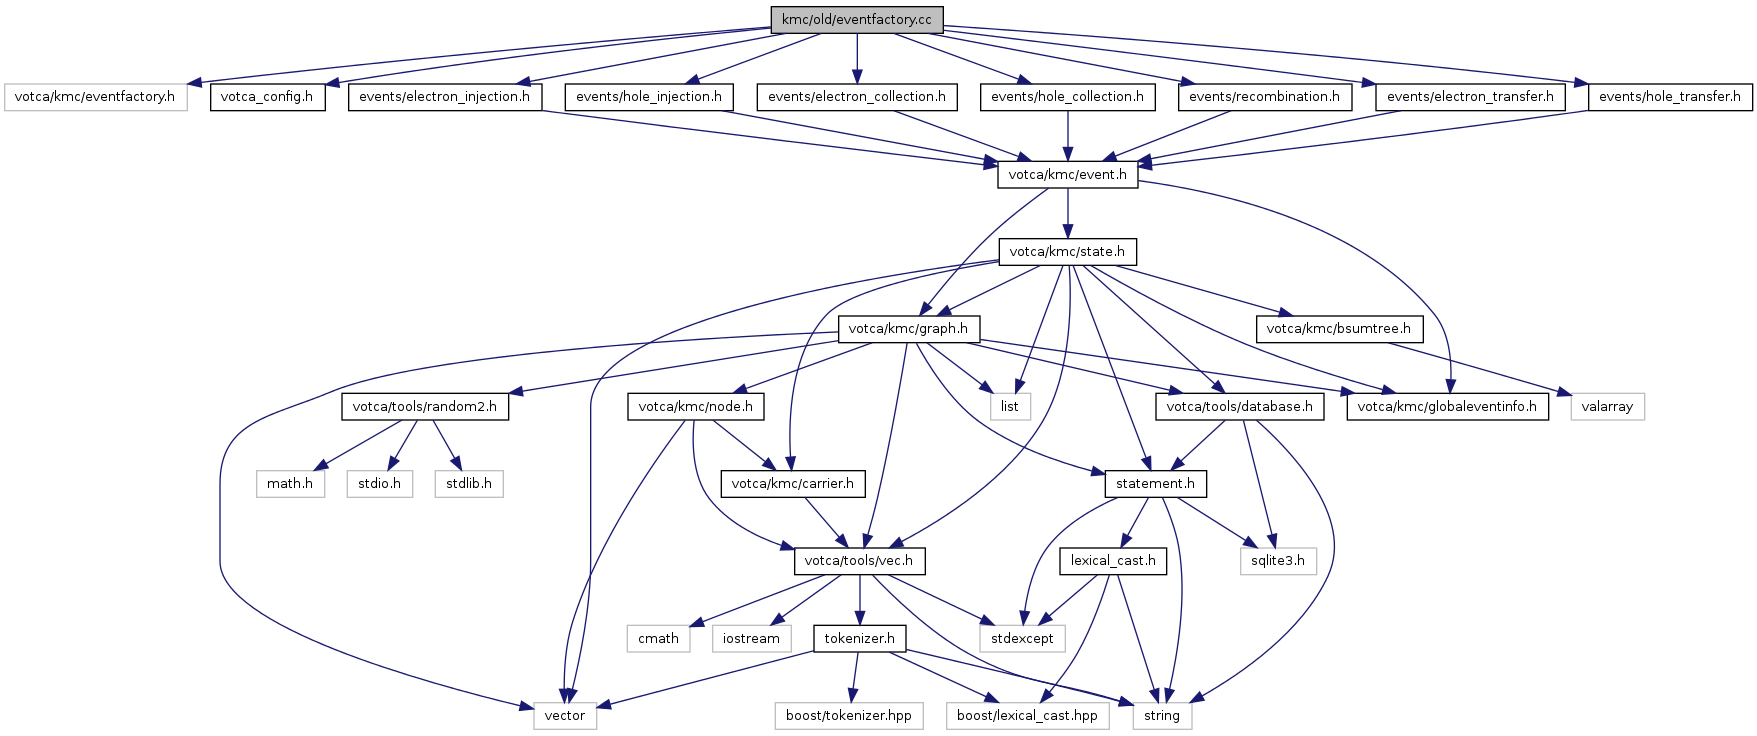 kmc/old/eventfactory.cc
votca/kmc/eventfactory.h
votca_config.h
events/electron_injection.h
events/hole_injection.h
events/electron_collection.h
events/hole_collection.h
events/recombination.h
events/electron_transfer.h
events/hole_transfer.h
votca/kmc/event.h
votca/kmc/state.h
votca/kmc/graph.h
votca/kmc/bsumtree.h
votca/tools/random2.h
votca/kmc/node.h
list
votca/tools/database.h
votca/kmc/globaleventinfo.h
valarray
math.h
stdio.h
stdlib.h
votca/kmc/carrier.h
statement.h
votca/tools/vec.h
lexical_cast.h
sqlite3.h
cmath
iostream
tokenizer.h
stdexcept
vector
boost/tokenizer.hpp
boost/lexical_cast.hpp
string